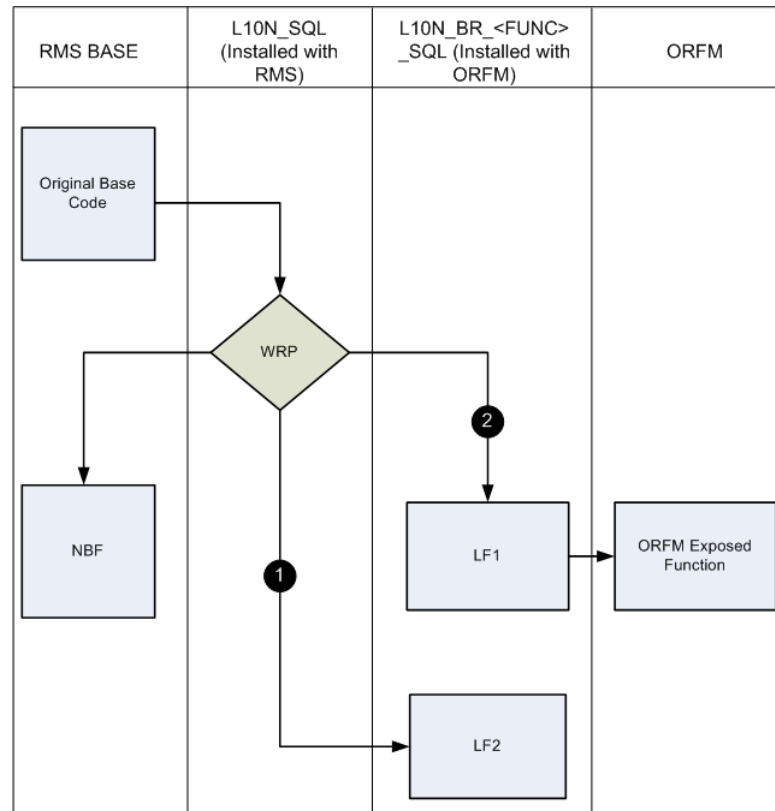 RMS BASE
L10N_SQL
(Installed with
RMS)
L10N_BR_<FUNC>
_SQL (Installed with
ORFM)
ORFM
Original Base
Code
WRP
2
NBF
LF1
ORFM Exposed
Function
1
LF2